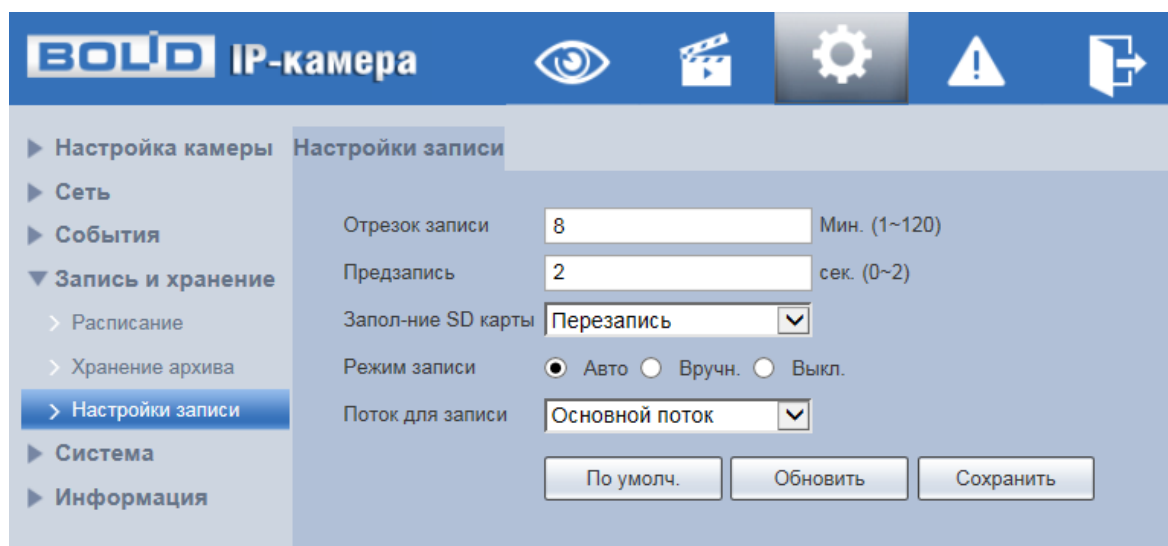 BOLID IP-камера
Настройка камеры
Сеть
События
Запись и хранение
Расписание
Хранение архива
Настройки записи
Система
Информация
Настройки записи
Отрезок записи 8 Мин. (1~120)
Предзапись 2 сек. (0~2)
Запол-ние SD карты Перезапись
Режим записи Авто Вручн. Выкл.
Поток для записи Основной поток
По умолч. Обновить Сохранить